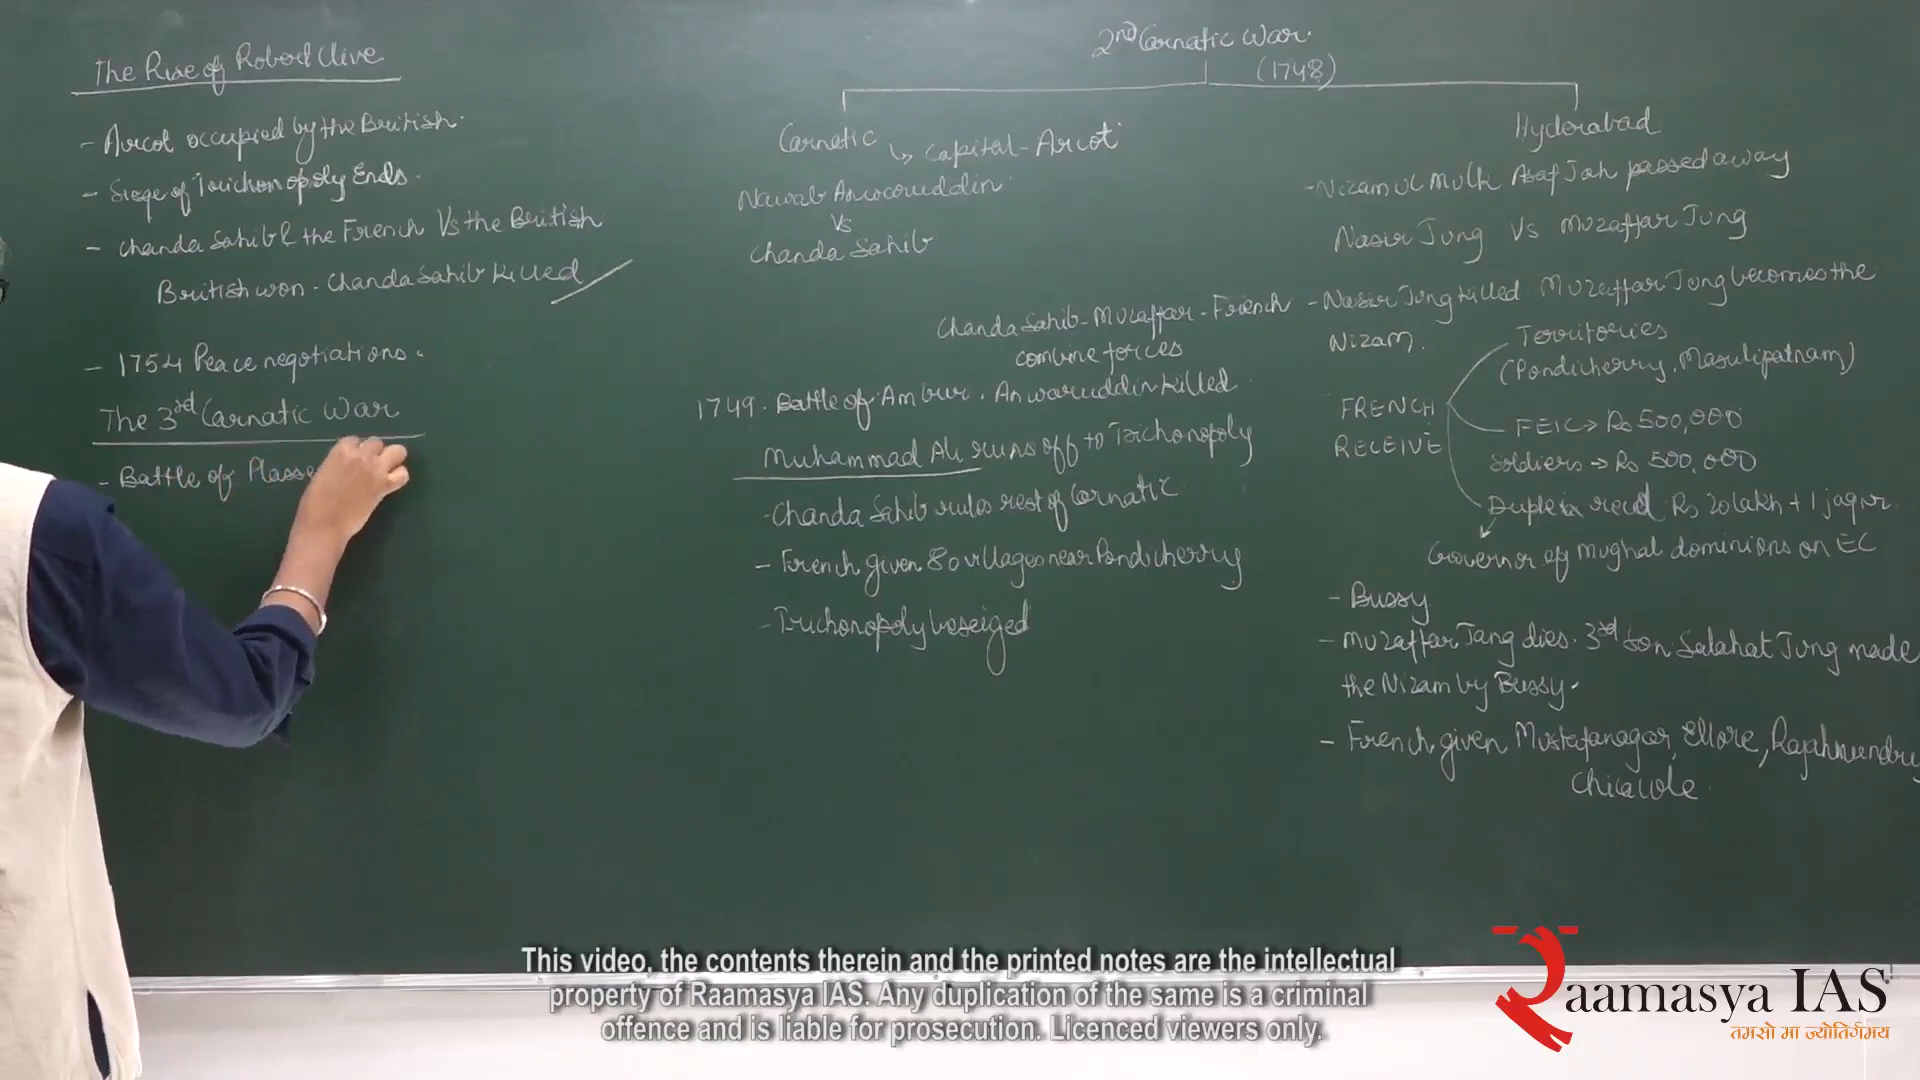 The Rise of Robert Clive
- Arcot occupied by the British.
- Siege of Trichonopoly Ends.
- Chanda Sahib & the French Vs the British
British won - Chanda Sahib Killed
- 1754 Peace negotiations.
The 3rd Carnatic War
- Battle of Plasse
2nd Carnatic War.
(1748)
Carnatic ↳ capital - Arcot
Nawab Anwaruddin
Vs
Chanda Sahib
Chanda Sahib - Muzaffar - French
combine forces
1749. Battle of Ambur. Anwaruddin killed
Muhammad Ali runs off to Trichonopoly
- Chanda Sahib rules rest of Carnatic
- French given 80 villages near Pondicherry
- Trichonopoly beseiged
Hyderabad
- Nizam Ul Mulk Asaf Jah passed away
Nasir Jung Vs Muzaffar Jung
- Nasir Jung killed Muzaffar Jung becomes the
Nizam.
FRENCH
RECEIVE
Territories
(Pondicherry, Masulipatnam)
FEIC → Rs 500,000
Soldiers → Rs 500,000
Dupleix recd Rs 20 lakh + 1 jagir
Governor of Mughal dominions on EC
- Bussy
- Muzaffar Jang dies. 3rd son Salahat Jung made
the Nizam by Bussy.
- French given Mustafanagar, Ellore, Rajahmundry
Chicacole
This video, the contents therein and the printed notes are the intellectual
property of Raamasya IAS. Any duplication of the same is a criminal
offence and is liable for prosecution. Licenced viewers only.
Raamasya IAS
तमसो मा ज्योतिर्गमय